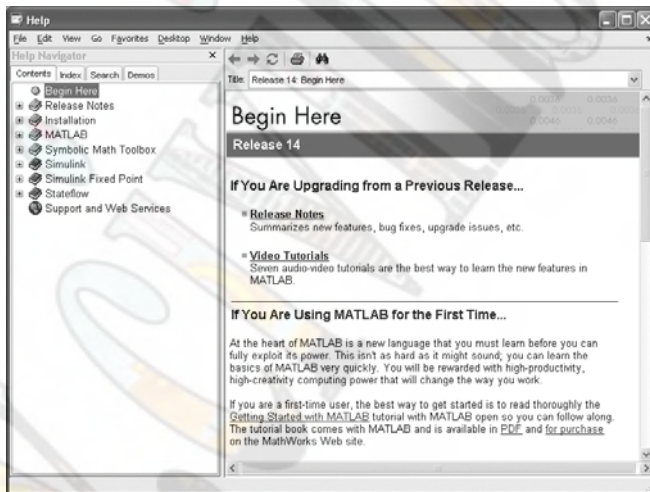 Help
File Edit View Go Favorites Desktop Window Help
Help Navigator
Contents Index Search Demos
Title: Release 14: Begin Here
Begin Here
Release Notes
Installation
MATLAB
Symbolic Math Toolbox
Simulink
Simulink Fixed Point
Stateflow
Support and Web Services
0.0036 0.0036
0.0046 0.0046
Begin Here
Release 14
If You Are Upgrading from a Previous Release...
Release Notes
Summarizes new features, bug fixes, upgrade issues, etc.
Video Tutorials
Seven audio-video tutorials are the best way to learn the new features in
MATLAB.
If You Are Using MATLAB for the First Time...
At the heart of MATLAB is a new language that you must learn before you can
fully exploit its power. This isn't as hard as it might sound; you can learn the
basics of MATLAB very quickly. You will be rewarded with high-productivity,
high-creativity computing power that will change the way you work.
If you are a first-time user, the best way to get started is to read thoroughly the
Getting Started with MATLAB tutorial with MATLAB open so you can follow along.
The tutorial book comes with MATLAB and is available in PDF and for purchase
on the MathWorks Web site.